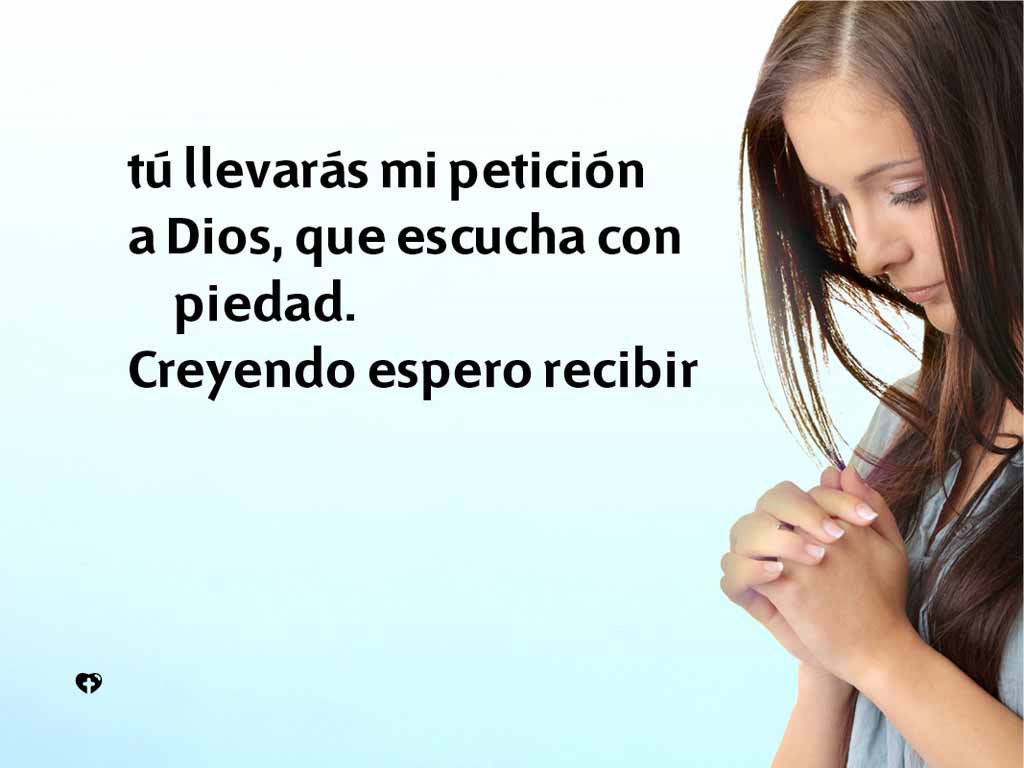 tú llevarás mi petición
a Dios, que escucha con
piedad.
Creyendo espero recibir